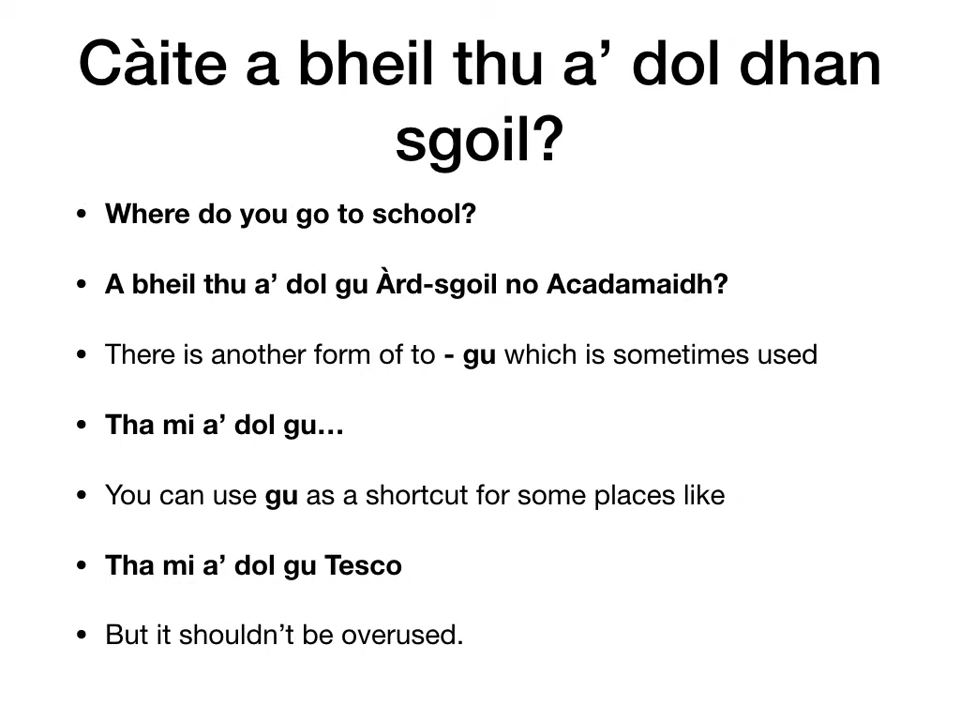 Càite a bheil thu a’ dol dhan
sgoil?
• Where do you go to school?
• A bheil thu a’ dol gu Àrd-sgoil no Acadamaidh?
• There is another form of to - gu which is sometimes used
• Tha mi a’ dol gu…
• You can use gu as a shortcut for some places like
• Tha mi a’ dol gu Tesco
• But it shouldn’t be overused.